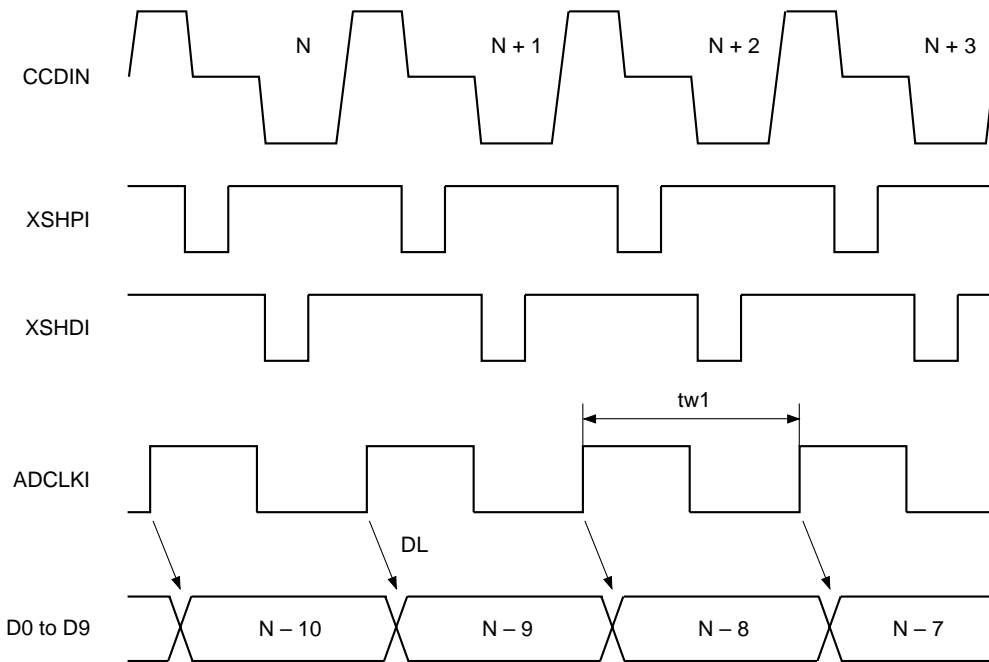 N N + 1 N + 2 N + 3
CCDIN
XSHPI
XSHDI
tw1
ADCLKI
DL
D0 to D9 N – 10 N – 9 N – 8 N – 7